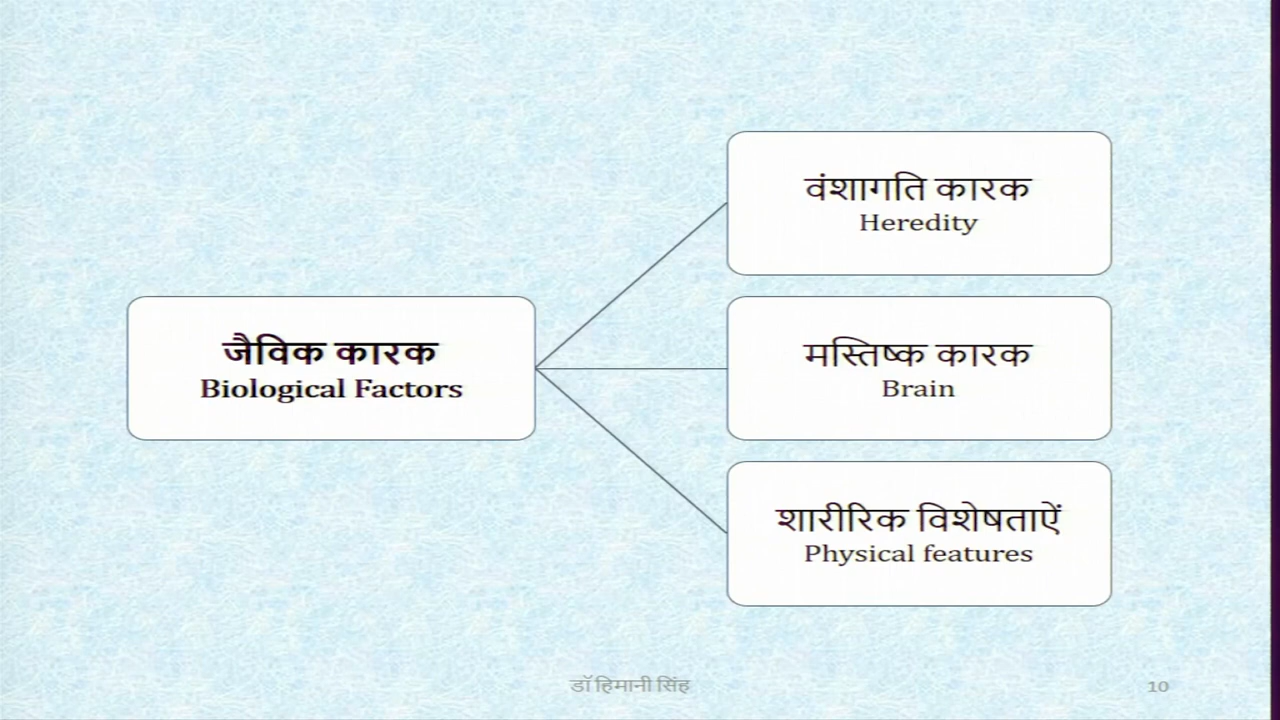 वंशागति कारक
Heredity
जैविक कारक
Biological Factors
मस्तिष्क कारक
Brain
शारीरिक विशेषताऐं
Physical features
डॉ हिमानी सिंह
10